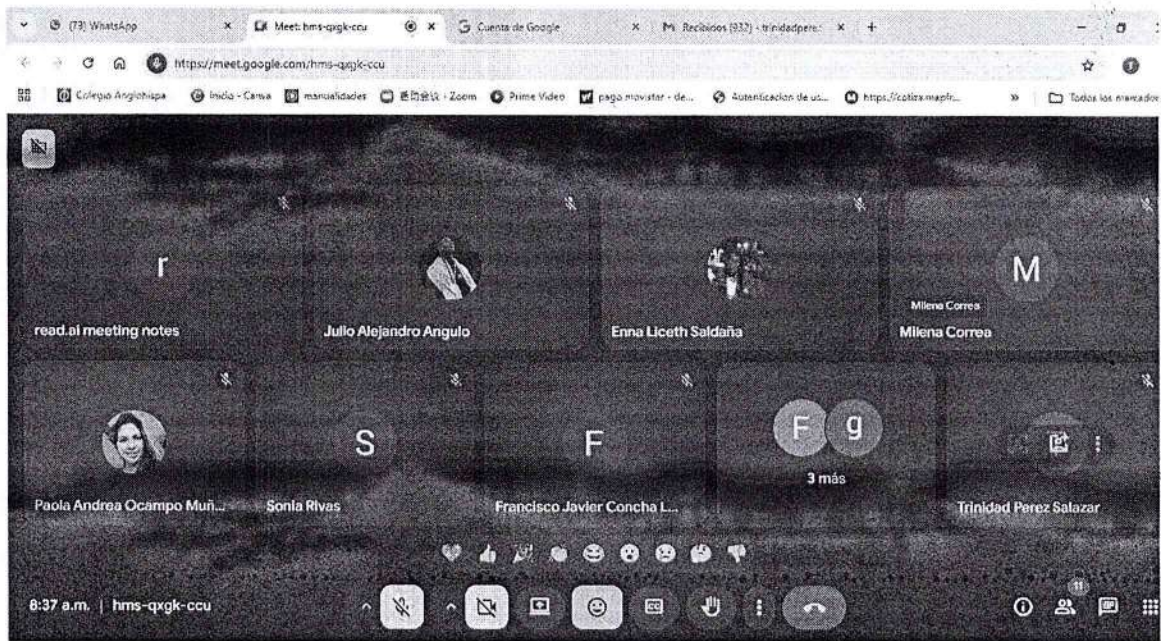 (73) WhatsApp
Meet: hms-qxgk-ccu
Cuenta de Google
Recibidos (932) - trinidadpere
https://meet.google.com/hms-qxgk-ccu
Colegio Anglohispa
Inicio - Canva
manualidades
Zoom
Prime Video
pago movistar - de...
Autenticacion de us...
https://cotiza.mapfr...
»
Todos los marcador
r
M
Milena Correa
read.ai meeting notes
Julio Alejandro Angulo
Enna Liceth Saldaña
Milena Correa
S
F
F g
3 más
Paola Andrea Ocampo Muñ...
Sonia Rivas
Francisco Javier Concha L...
Trinidad Perez Salazar
8:37 a.m. | hms-qxgk-ccu
CC
11